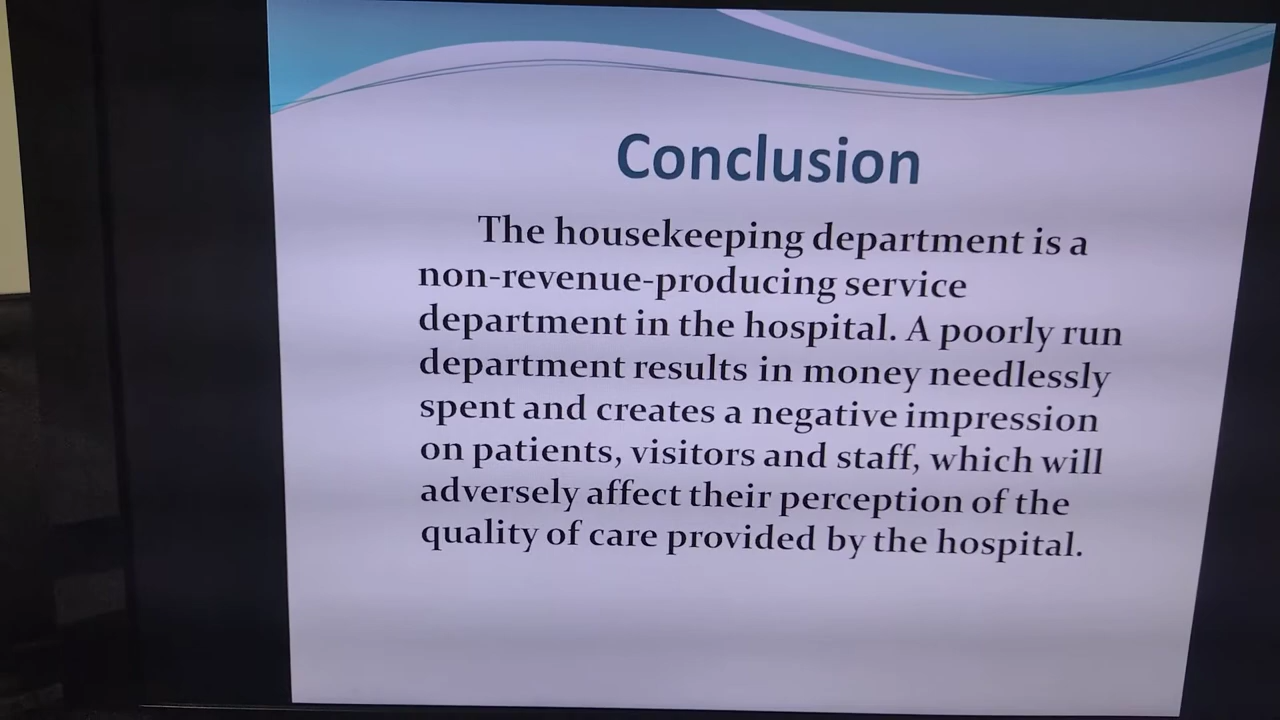 Conclusion
The housekeeping department is a
non-revenue-producing service
department in the hospital. A poorly run
department results in money needlessly
spent and creates a negative impression
on patients, visitors and staff, which will
adversely affect their perception of the
quality of care provided by the hospital.